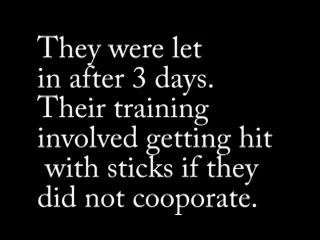 They were let
in after 3 days.
Their training
involved getting hit
with sticks if they
did not cooporate.